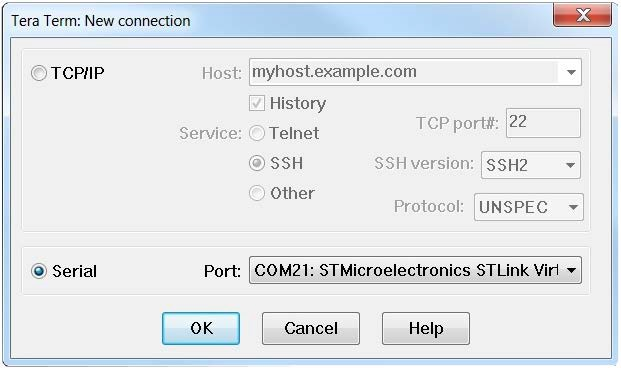 Tera Term: New connection
TCP/IP Host: myhost.example.com
History
Service: Telnet TCP port#: 22
SSH SSH version: SSH2
Other Protocol: UNSPEC
Serial Port: COM21: STMicroelectronics STLink Virt
OK Cancel Help